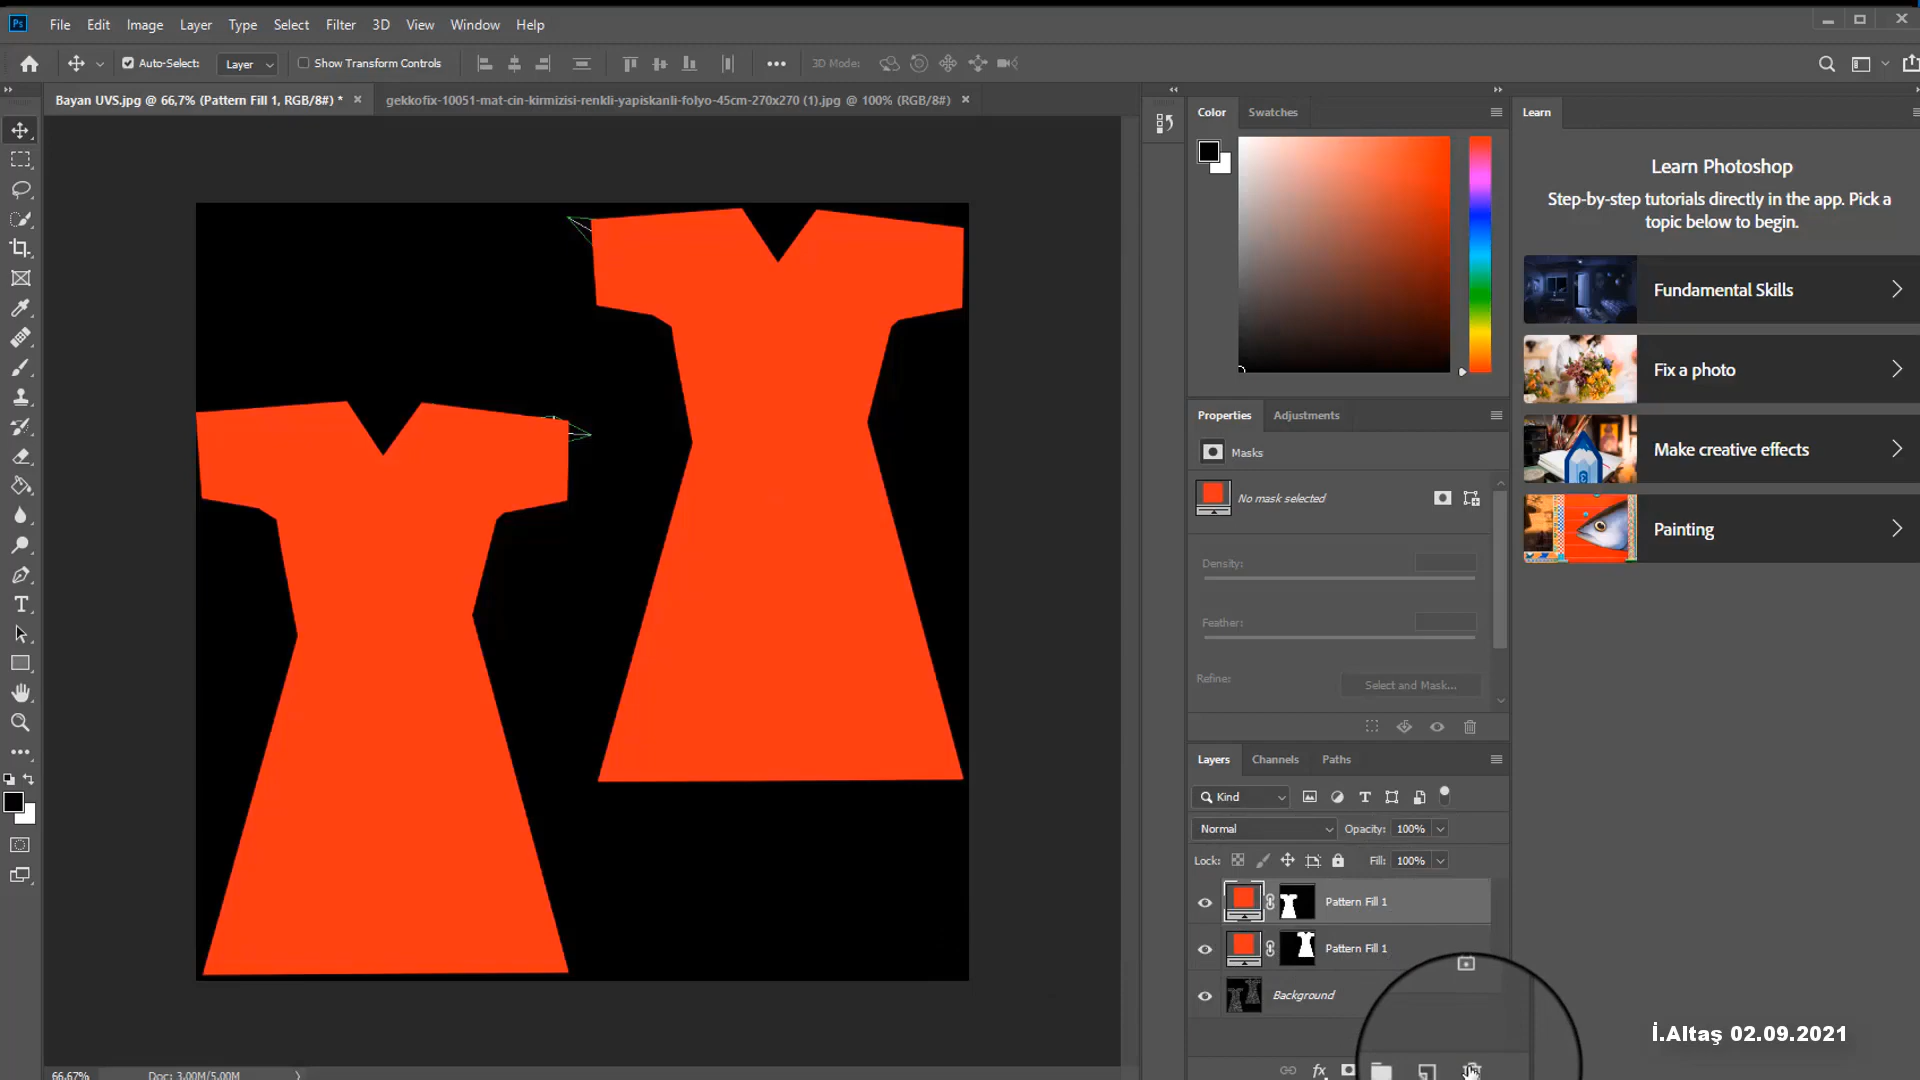 Ps File Edit Image Layer Type Select Filter 3D View Window Help
Auto-Select: Layer Show Transform Controls 3D Mode:
Bayan UVS.jpg @ 66,7% (Pattern Fill 1, RGB/8#) * gekkofix-10051-mat-cin-kirmizisi-renkli-yapiskanli-folyo-45cm-270x270 (1).jpg @ 100% (RGB/8#)
Color Swatches
Learn
Learn Photoshop
Step-by-step tutorials directly in the app. Pick a
topic below to begin.
Fundamental Skills
Fix a photo
Make creative effects
Painting
Properties Adjustments
Masks
No mask selected
Density:
Feather:
Refine: Select and Mask...
Layers Channels Paths
Kind
Normal Opacity: 100%
Lock: Fill: 100%
Pattern Fill 1
Pattern Fill 1
Background
fx
İ.Altaş 02.09.2021
66,67% Doc: 3,00M/5,00M